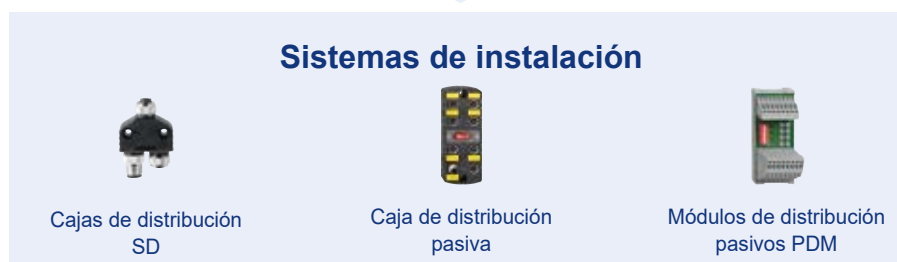 Sistemas de instalación
Cajas de distribución
SD
Caja de distribución
pasiva
Módulos de distribución
pasivos PDM